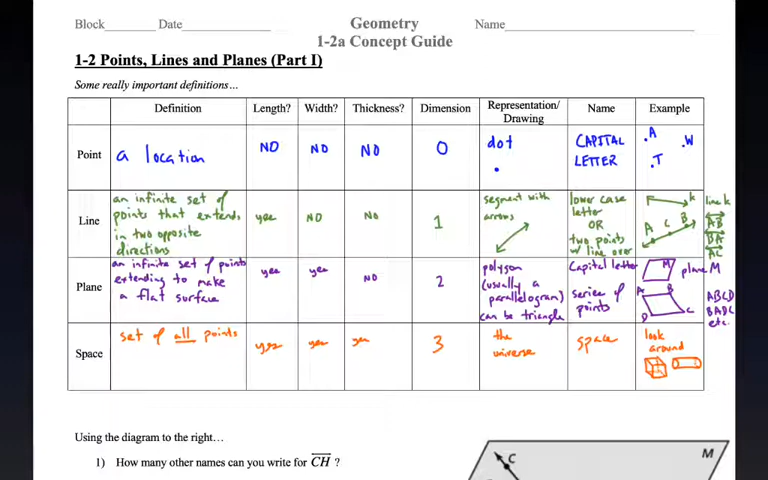 Block_______ Date__________ Geometry Name___________________________
1-2a Concept Guide
1-2 Points, Lines and Planes (Part I)
Some really important definitions…
Definition Length? Width? Thickness? Dimension Representation/ Drawing Name Example
Point a location NO NO NO 0 dot CAPITAL LETTER .A .W .T
Line an infinite set of points that extends in two opposite directions yes NO No 1 segment with arrows lower case letter OR two points w/ line over k line k A C B AB BA AC
Plane an infinite set of points extending to make a flat surface yes yes NO 2 polygon (usually a parallelogram) can be triangle Capital letter series of points M plane M A B C D ABCD BADC etc.
Space set of all points yes yes yes 3 the universe space look around
Using the diagram to the right…
1) How many other names can you write for CH ?
C
M